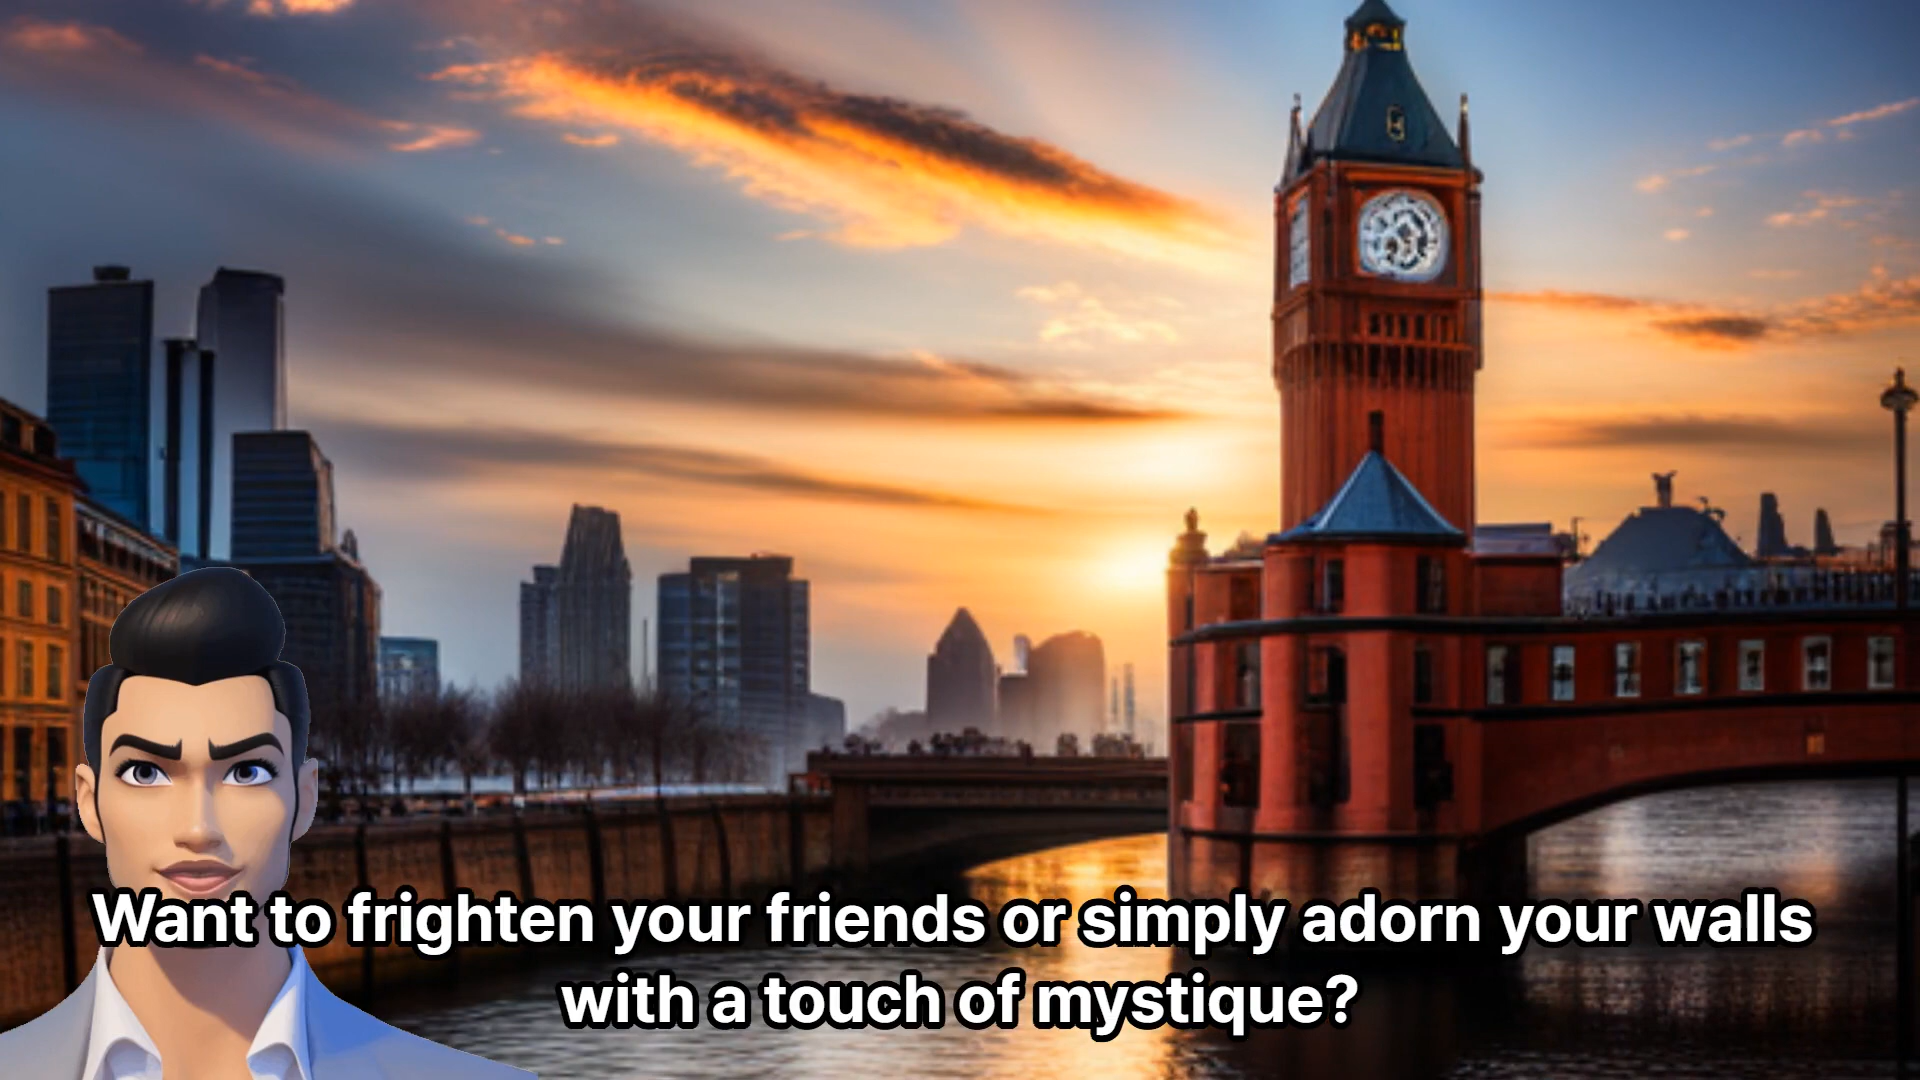 Want to frighten your friends or simply adorn your walls
with a touch of mystique?